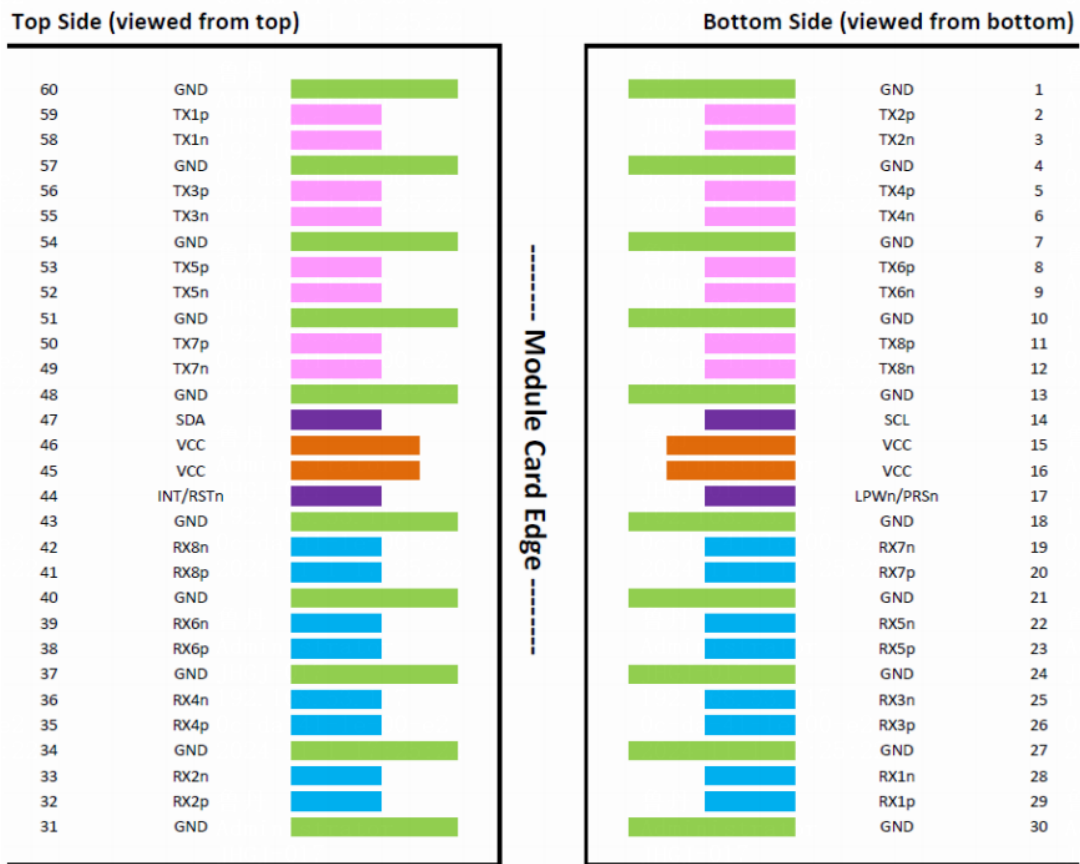 Top Side (viewed from top) Bottom Side (viewed from bottom)
60 GND GND 1
59 TX1p TX2p 2
58 TX1n TX2n 3
57 GND GND 4
56 TX3p TX4p 5
55 TX3n TX4n 6
54 GND GND 7
53 TX5p TX6p 8
52 TX5n TX6n 9
51 GND GND 10
50 TX7p TX8p 11
49 TX7n TX8n 12
48 GND GND 13
47 SDA SCL 14
46 VCC VCC 15
45 VCC VCC 16
44 INT/RSTn LPWn/PRSn 17
43 GND GND 18
42 RX8n RX7n 19
41 RX8p RX7p 20
40 GND GND 21
39 RX6n RX5n 22
38 RX6p RX5p 23
37 GND GND 24
36 RX4n RX3n 25
35 RX4p RX3p 26
34 GND GND 27
33 RX2n RX1n 28
32 RX2p RX1p 29
31 GND GND 30
-------- Module Card Edge --------